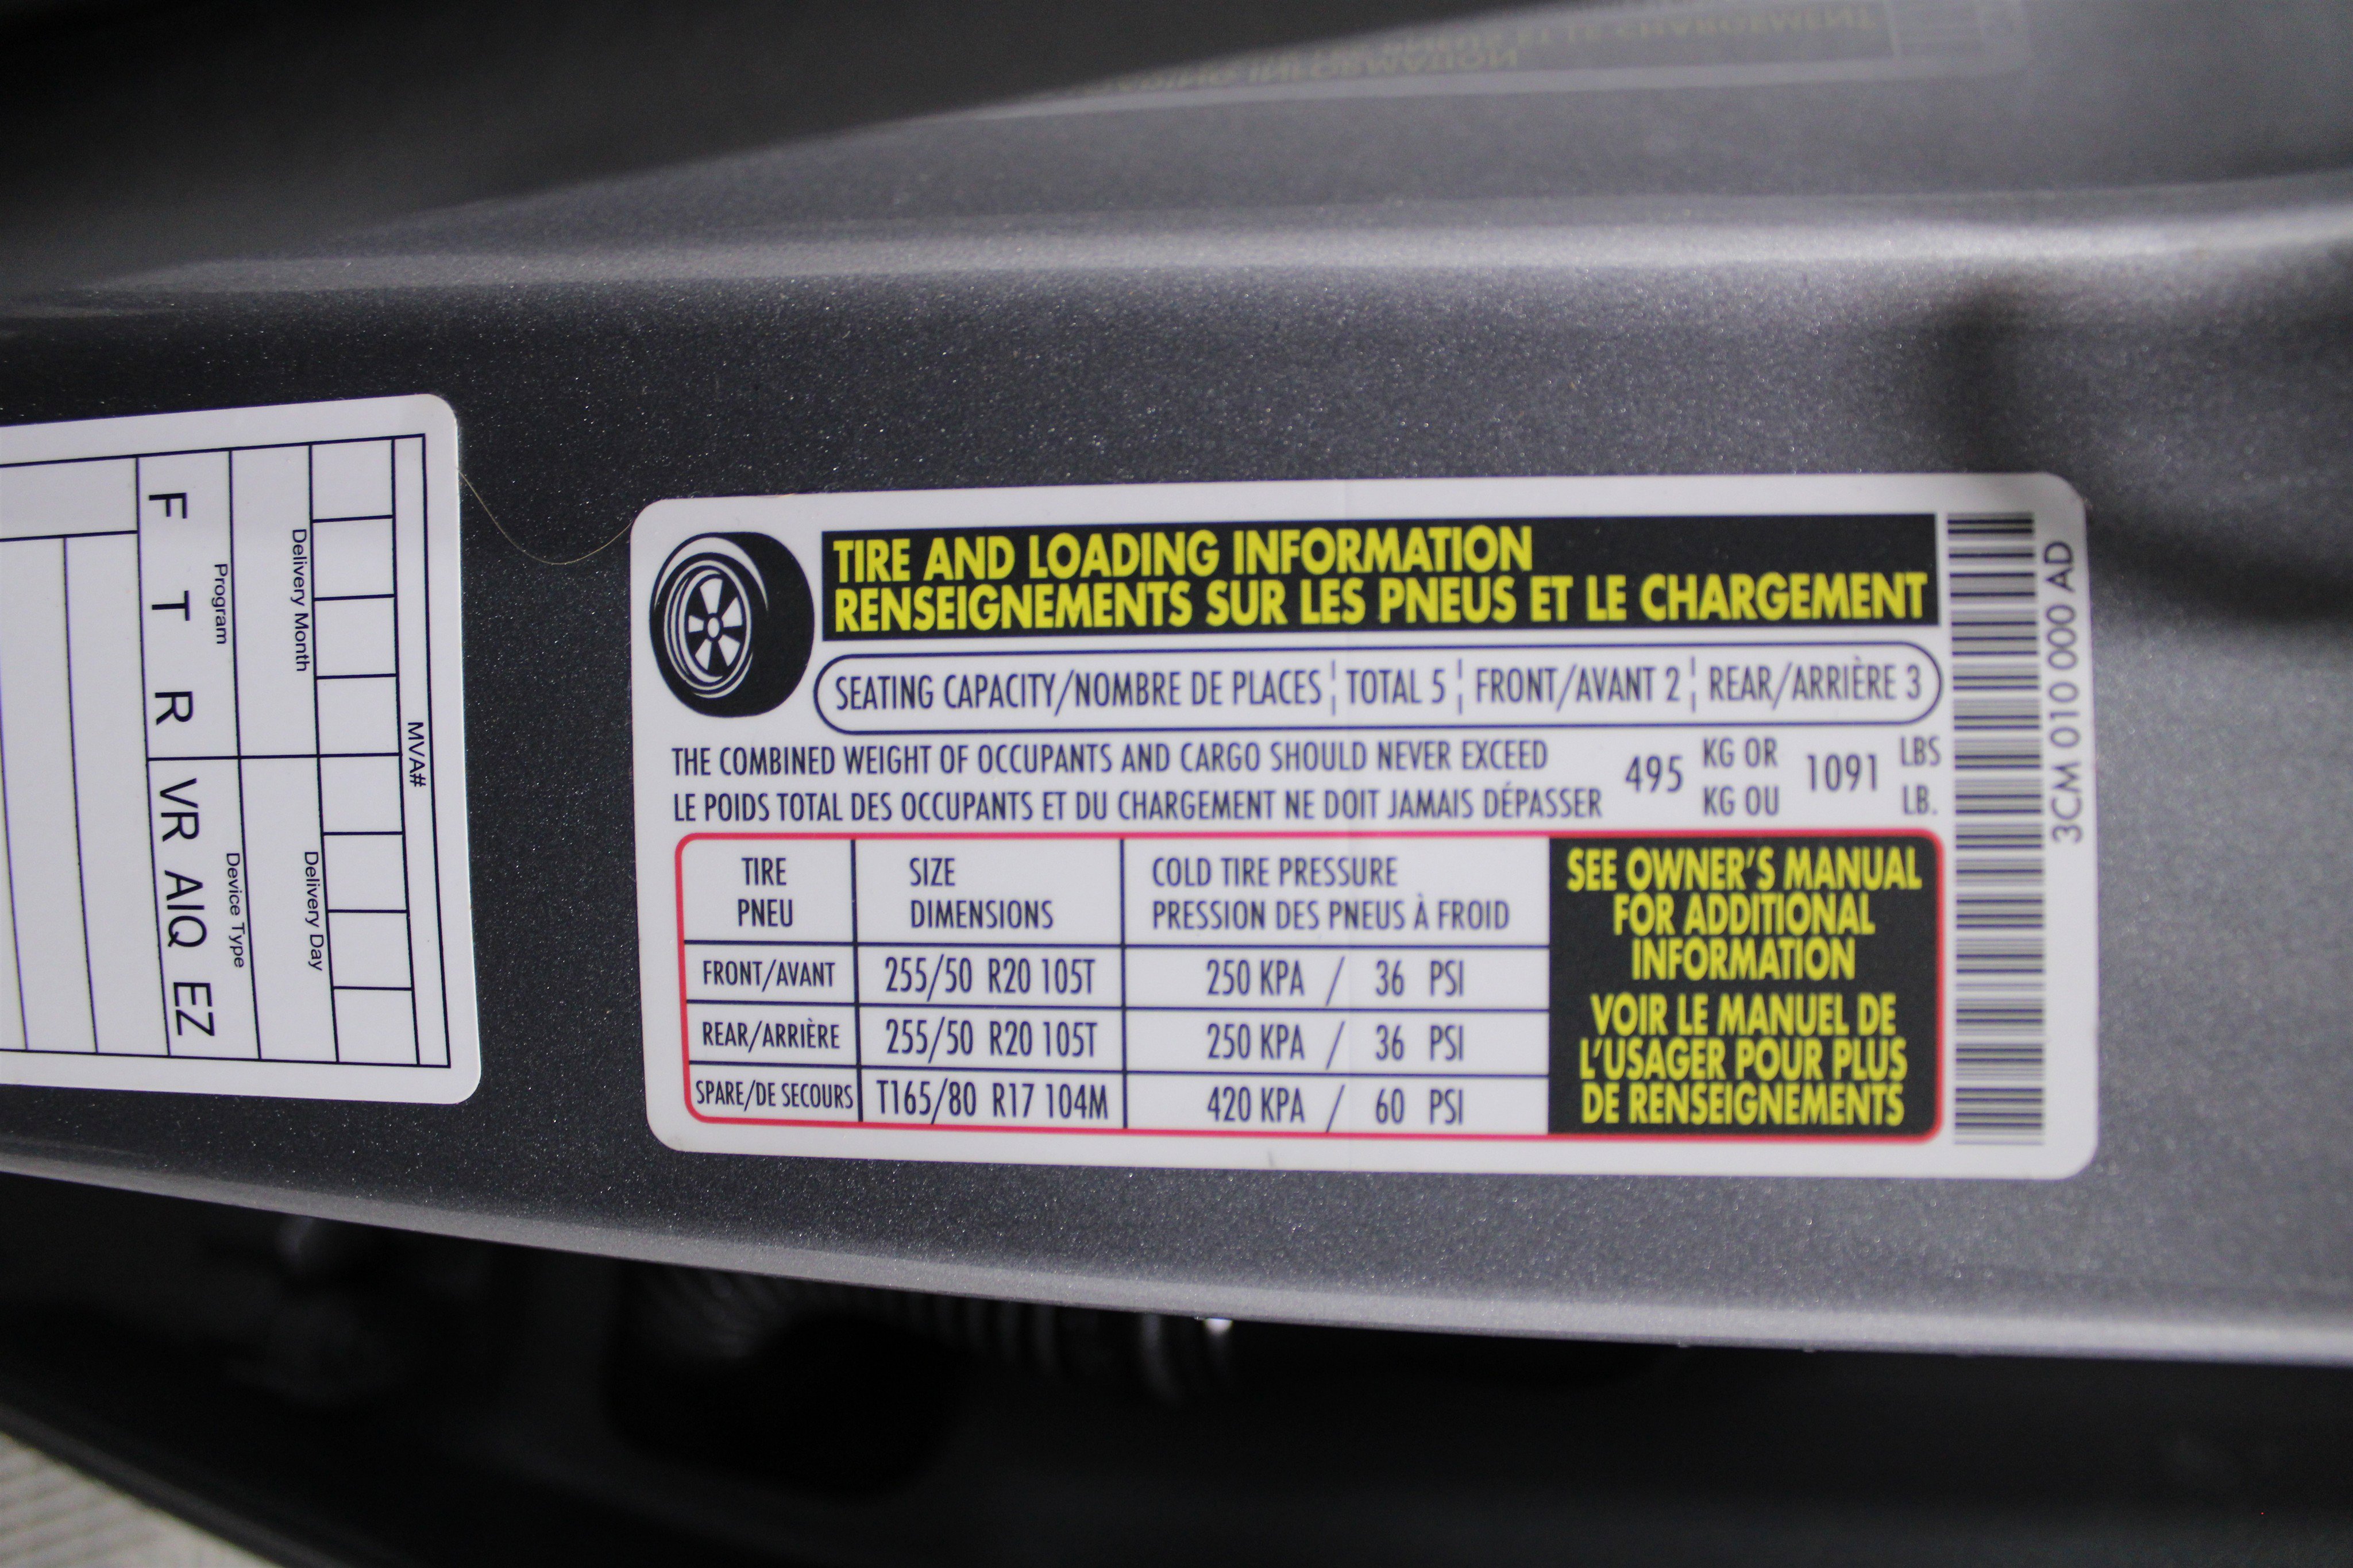 TIRE AND LOADING INFORMATION
RENSEIGNEMENTS SUR LES PNEUS ET LE CHARGEMENT
SEATING CAPACITY/NOMBRE DE PLACES TOTAL 5 FRONT/AVANT 2 REAR/ARRIÈRE 3
THE COMBINED WEIGHT OF OCCUPANTS AND CARGO SHOULD NEVER EXCEED 495 KG OR 1091 LBS
LE POIDS TOTAL DES OCCUPANTS ET DU CHARGEMENT NE DOIT JAMAIS DÉPASSER KG OU LB.
TIRE SIZE COLD TIRE PRESSURE
PNEU DIMENSIONS PRESSION DES PNEUS À FROID
FRONT/AVANT 255/50 R20 105T 250 KPA / 36 PSI
REAR/ARRIÈRE 255/50 R20 105T 250 KPA / 36 PSI
SPARE/DE SECOURS T165/80 R17 104M 420 KPA / 60 PSI
SEE OWNER'S MANUAL
FOR ADDITIONAL
INFORMATION
VOIR LE MANUEL DE
L'USAGER POUR PLUS
DE RENSEIGNEMENTS
3CM 010 000 AD
MVA#
Delivery Month Delivery Day
Program Device Type
F T R VR AIQ EZ